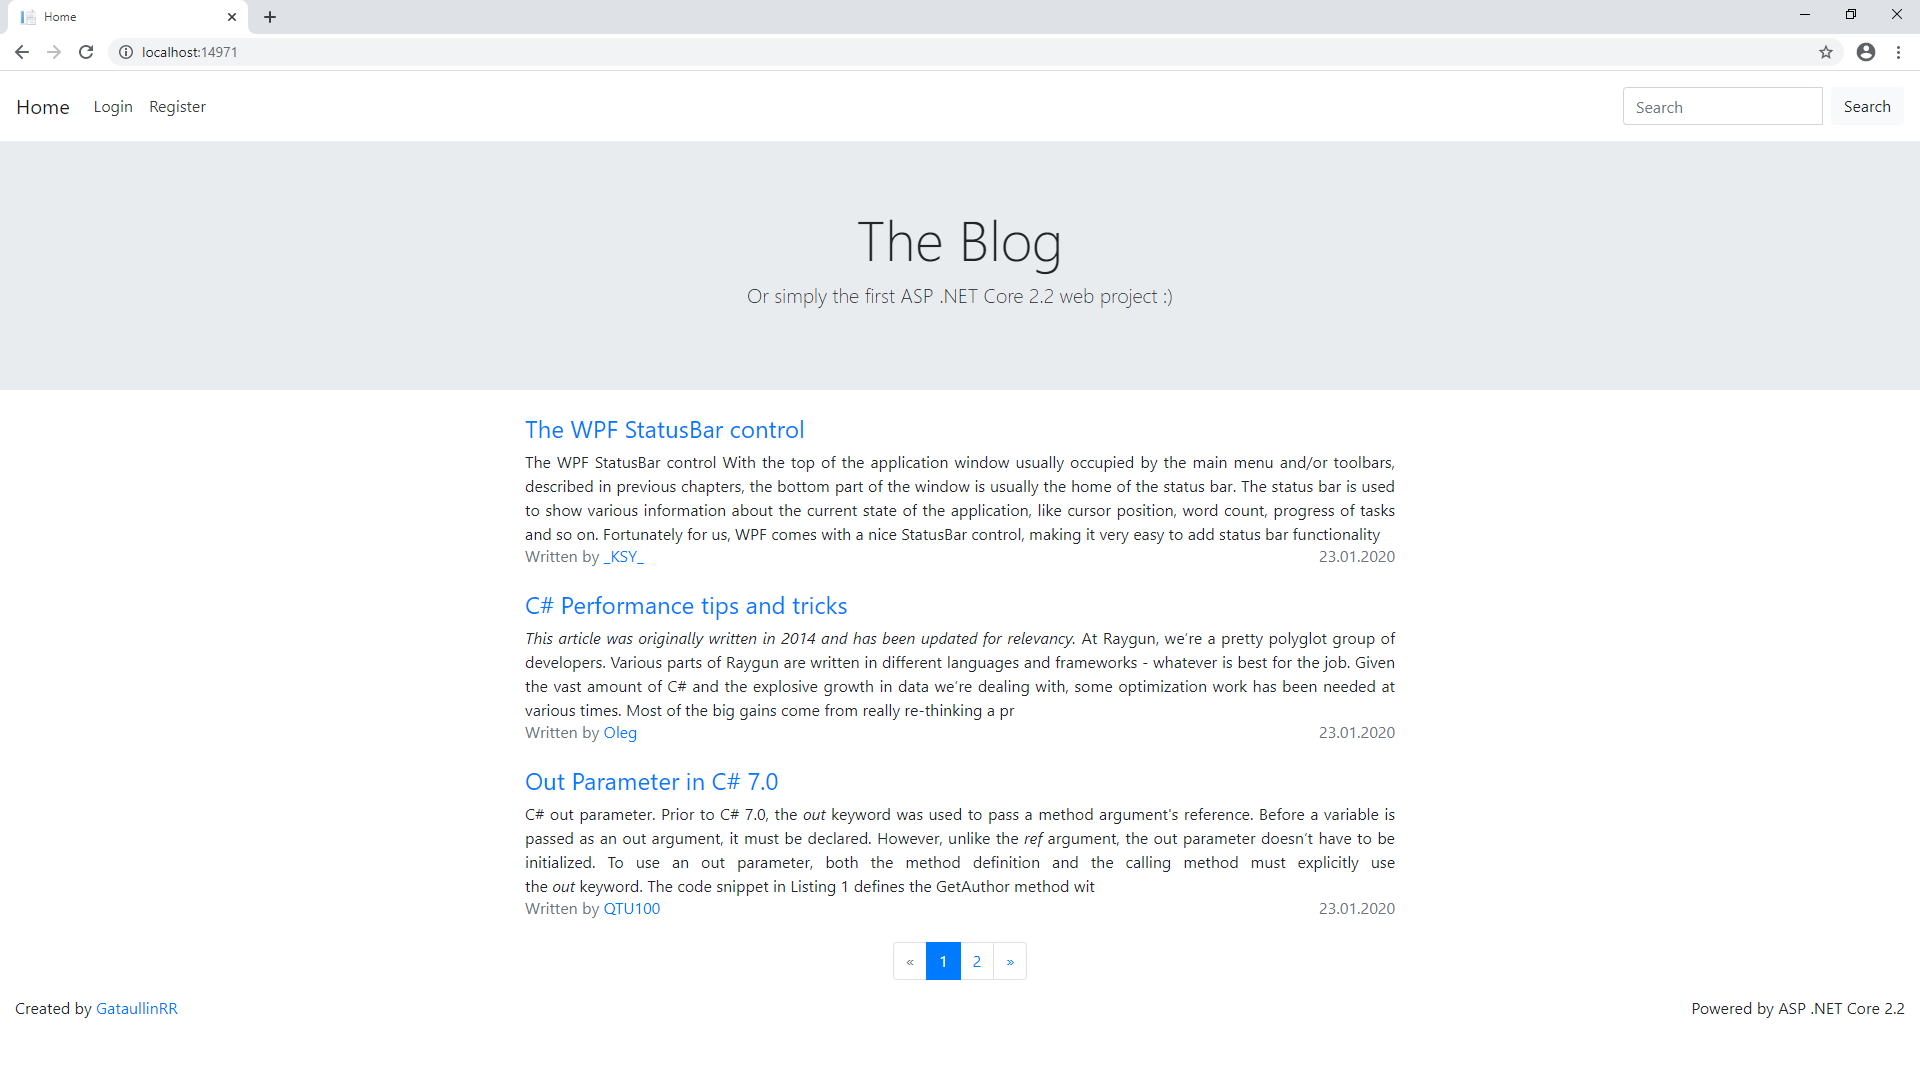 Home
localhost:14971
Home Login Register
Search Search
The Blog
Or simply the first ASP .NET Core 2.2 web project :)
The WPF StatusBar control
The WPF StatusBar control With the top of the application window usually occupied by the main menu and/or toolbars,
described in previous chapters, the bottom part of the window is usually the home of the status bar. The status bar is used
to show various information about the current state of the application, like cursor position, word count, progress of tasks
and so on. Fortunately for us, WPF comes with a nice StatusBar control, making it very easy to add status bar functionality
Written by _KSY_ 23.01.2020
C# Performance tips and tricks
This article was originally written in 2014 and has been updated for relevancy. At Raygun, we’re a pretty polyglot group of
developers. Various parts of Raygun are written in different languages and frameworks - whatever is best for the job. Given
the vast amount of C# and the explosive growth in data we’re dealing with, some optimization work has been needed at
various times. Most of the big gains come from really re-thinking a pr
Written by Oleg 23.01.2020
Out Parameter in C# 7.0
C# out parameter. Prior to C# 7.0, the out keyword was used to pass a method argument's reference. Before a variable is
passed as an out argument, it must be declared. However, unlike the ref argument, the out parameter doesn’t have to be
initialized. To use an out parameter, both the method definition and the calling method must explicitly use
the out keyword. The code snippet in Listing 1 defines the GetAuthor method wit
Written by QTU100 23.01.2020
« 1 2 »
Created by GataullinRR Powered by ASP .NET Core 2.2